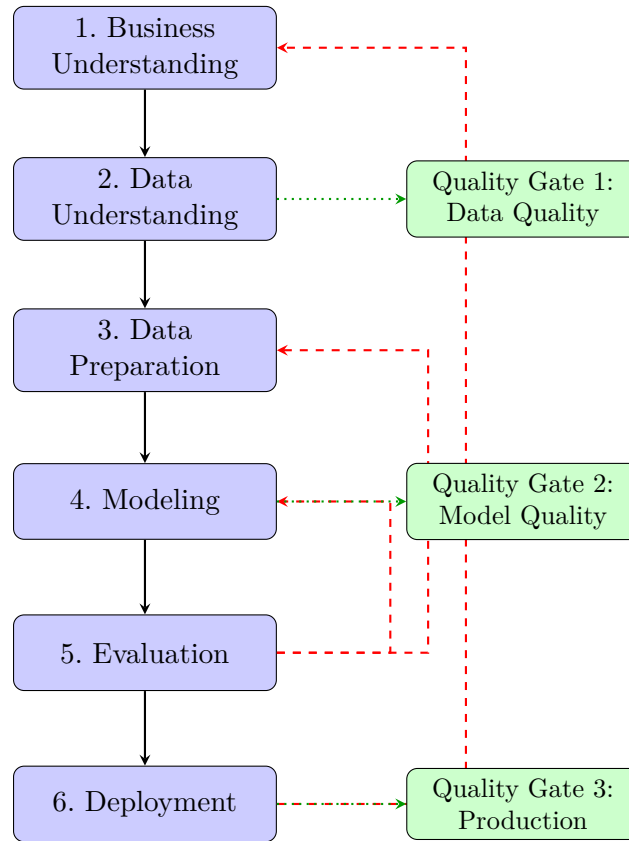 1. Business
Understanding
2. Data
Understanding
Quality Gate 1:
Data Quality
3. Data
Preparation
4. Modeling
Quality Gate 2:
Model Quality
5. Evaluation
6. Deployment
Quality Gate 3:
Production